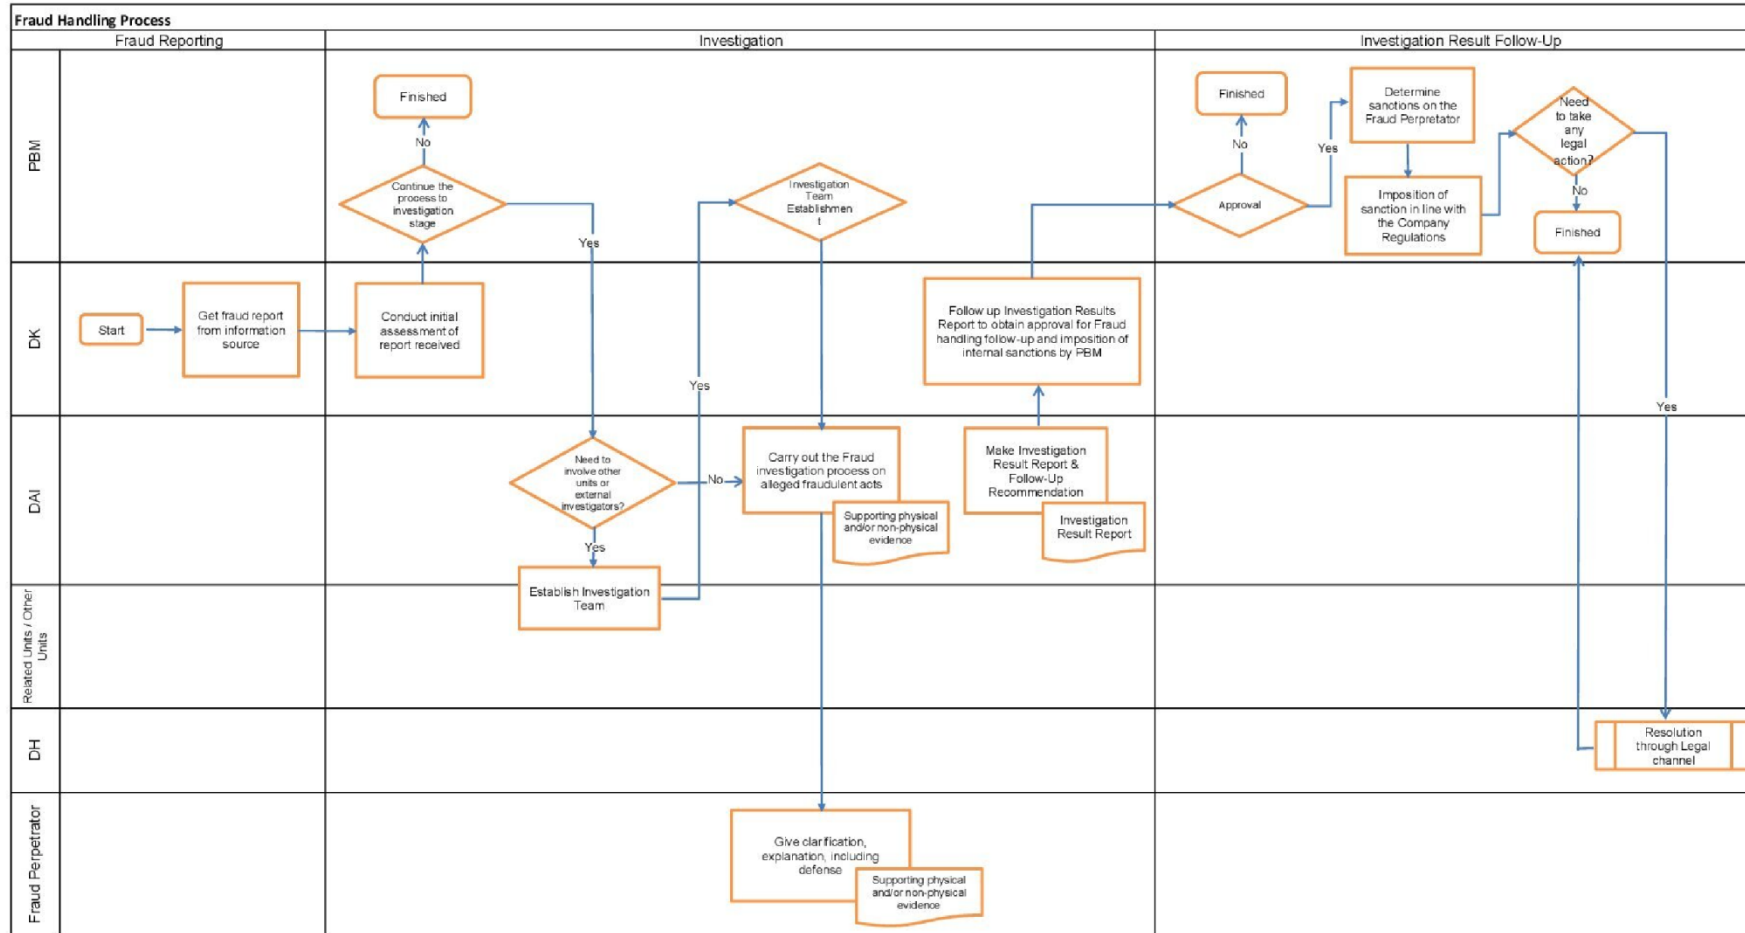 Fraud Handling Process
Fraud Reporting
Investigation
Investigation Result Follow-Up
PBM
Finished
No
Continue the
process to
investigation
stage
Yes
Investigation
Team
Establishmen
t
Finished
No
Approval
Yes
Determine
sanctions on the
Fraud Perpretator
Imposition of
sanction in line with
the Company
Regulations
Need
to take
any
legal
action?
No
Finished
DK
Start
Get fraud report
from information
source
Conduct initial
assessment of
report received
Yes
Follow up Investigation Results
Report to obtain approval for Fraud
handling follow-up and imposition of
internal sanctions by PBM
Yes
DAI
Need to
involve other
units or
external
investigators?
No
Yes
Carry out the Fraud
investigation process on
alleged fraudulent acts
Supporting physical
and/or non-physical
evidence
Make Investigation
Result Report &
Follow-Up
Recommendation
Investigation
Result Report
Related Units / Other
Units
Establish Investigation
Team
DH
Resolution
through Legal
channel
Fraud Perpetrator
Give clarification,
explanation, including
defense
Supporting physical
and/or non-physical
evidence